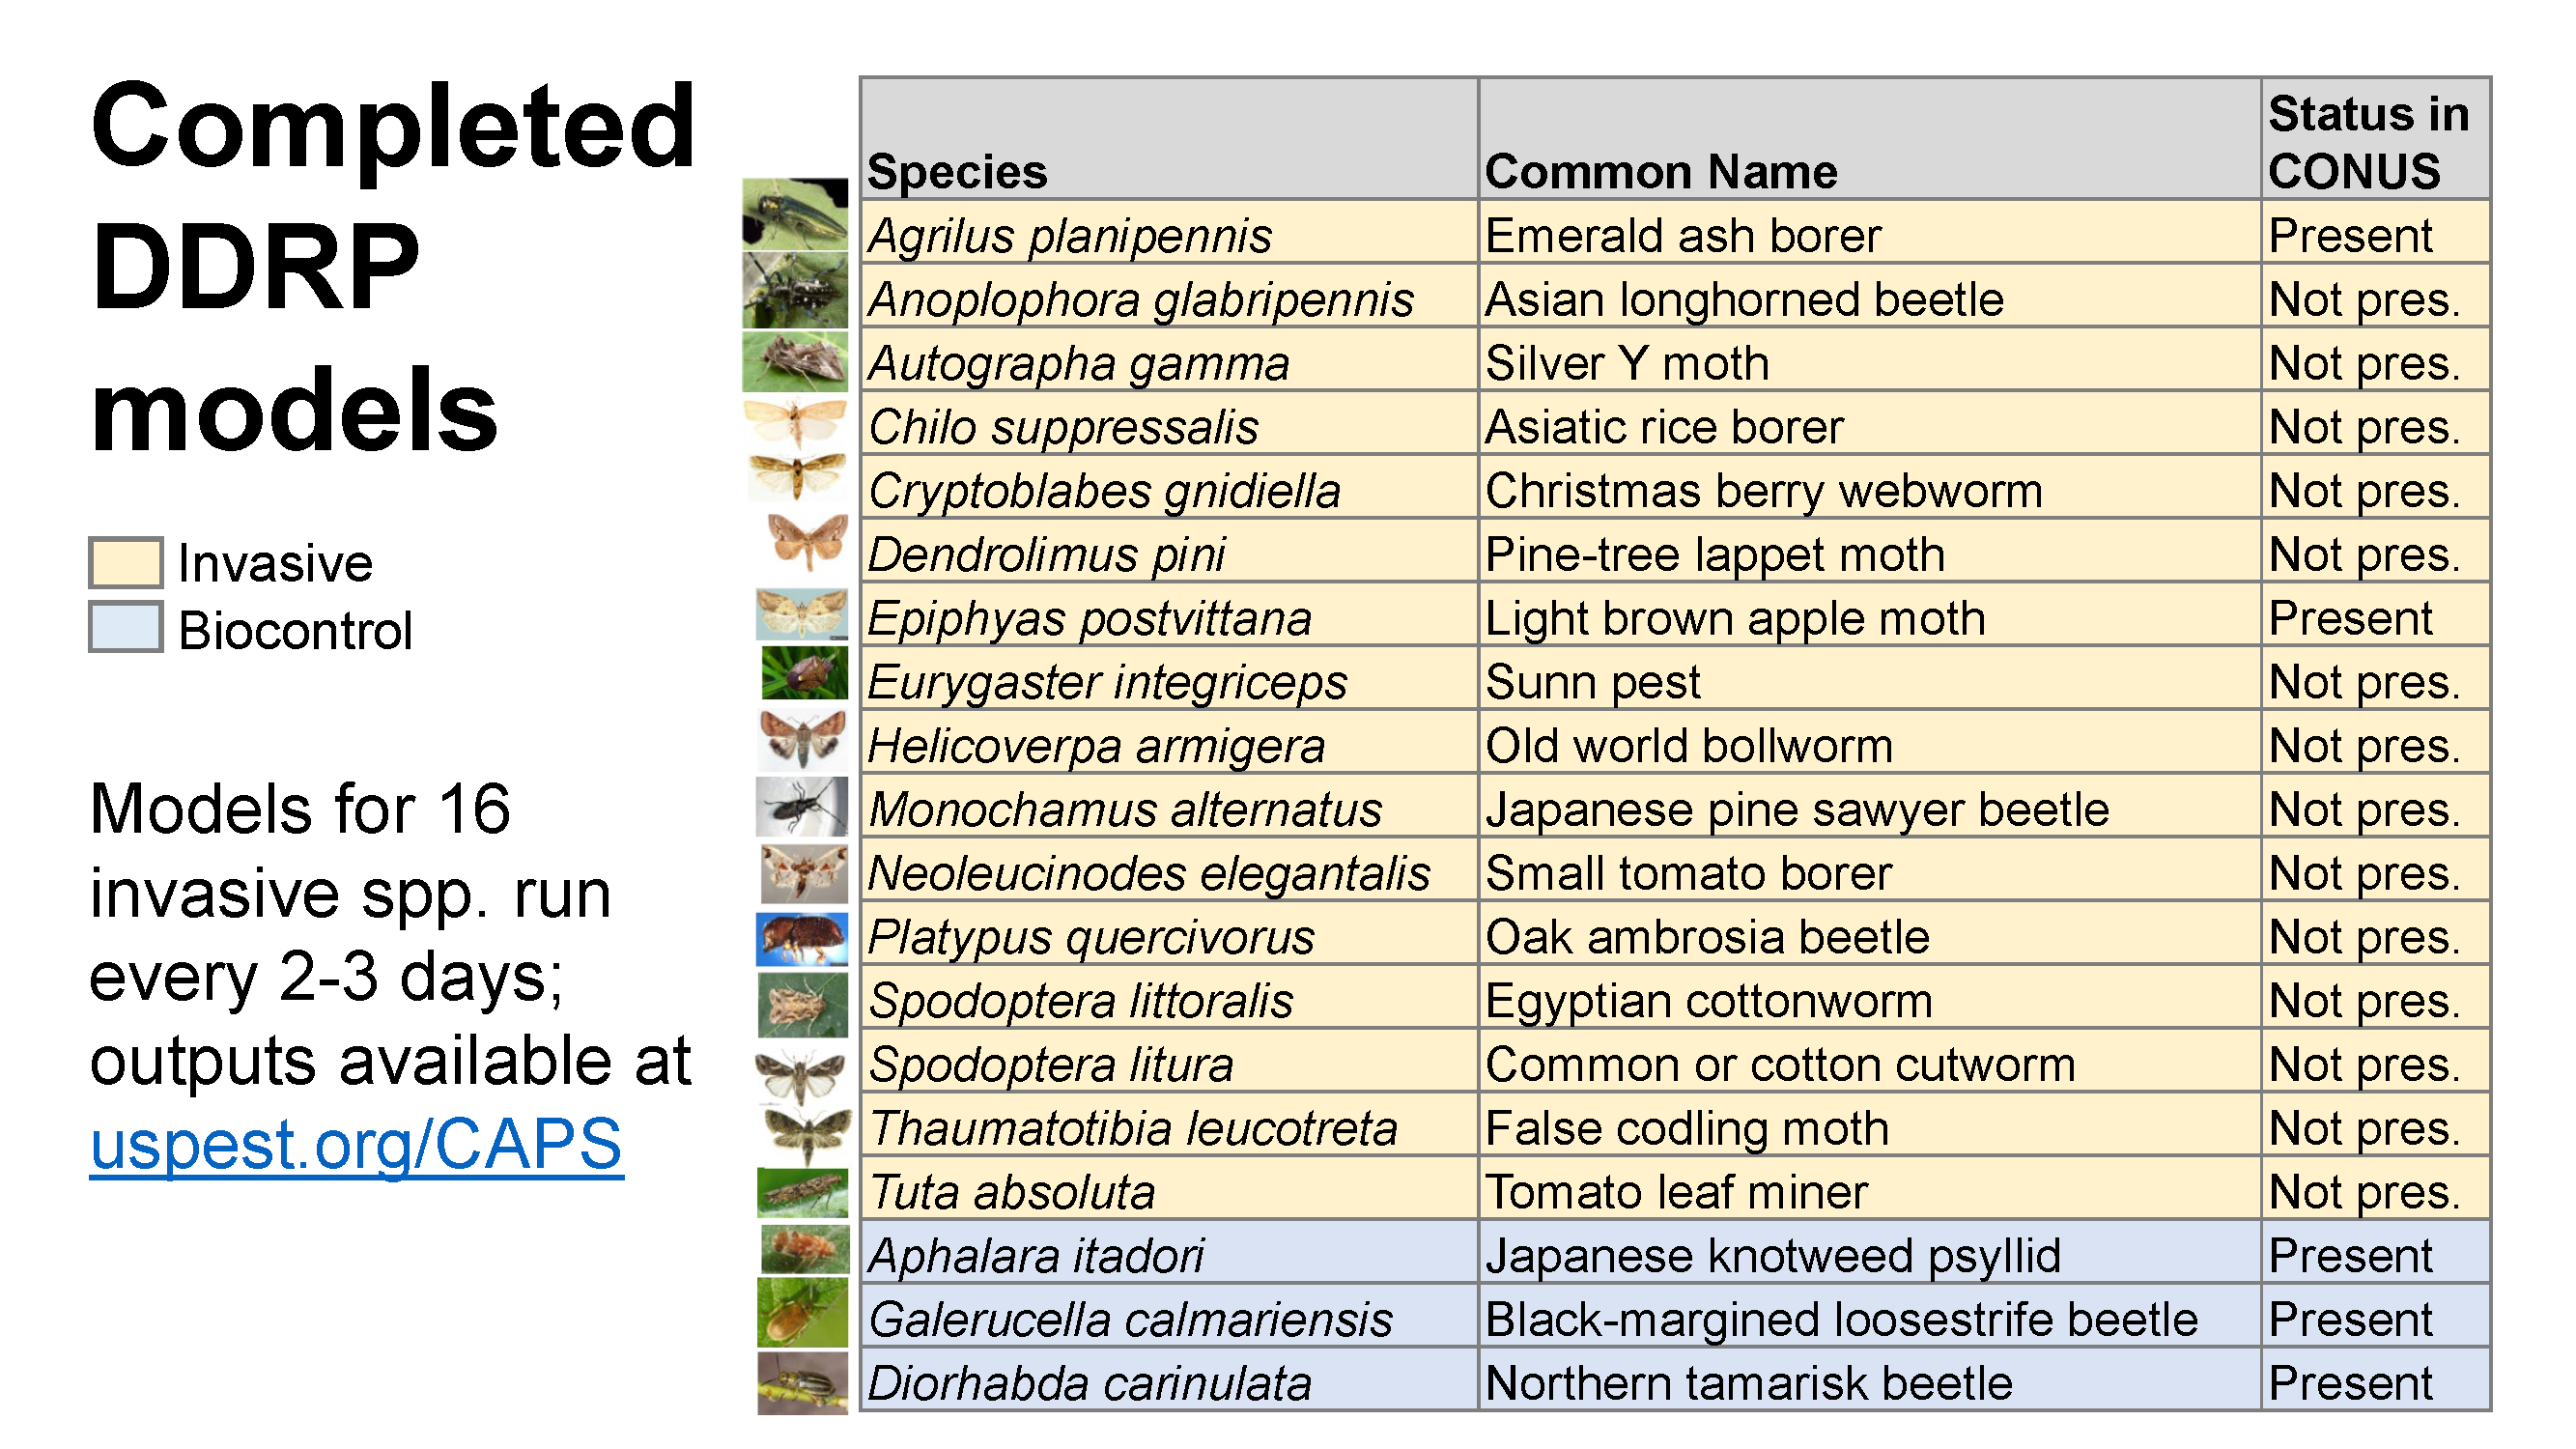 Completed
DDRP
models
Invasive
Biocontrol
Models for 16
invasive spp. run
every 2-3 days;
outputs available at
uspest.org/CAPS
Species Common Name Status in CONUS
Agrilus planipennis Emerald ash borer Present
Anoplophora glabripennis Asian longhorned beetle Not pres.
Autographa gamma Silver Y moth Not pres.
Chilo suppressalis Asiatic rice borer Not pres.
Cryptoblabes gnidiella Christmas berry webworm Not pres.
Dendrolimus pini Pine-tree lappet moth Not pres.
Epiphyas postvittana Light brown apple moth Present
Eurygaster integriceps Sunn pest Not pres.
Helicoverpa armigera Old world bollworm Not pres.
Monochamus alternatus Japanese pine sawyer beetle Not pres.
Neoleucinodes elegantalis Small tomato borer Not pres.
Platypus quercivorus Oak ambrosia beetle Not pres.
Spodoptera littoralis Egyptian cottonworm Not pres.
Spodoptera litura Common or cotton cutworm Not pres.
Thaumatotibia leucotreta False codling moth Not pres.
Tuta absoluta Tomato leaf miner Not pres.
Aphalara itadori Japanese knotweed psyllid Present
Galerucella calmariensis Black-margined loosestrife beetle Present
Diorhabda carinulata Northern tamarisk beetle Present